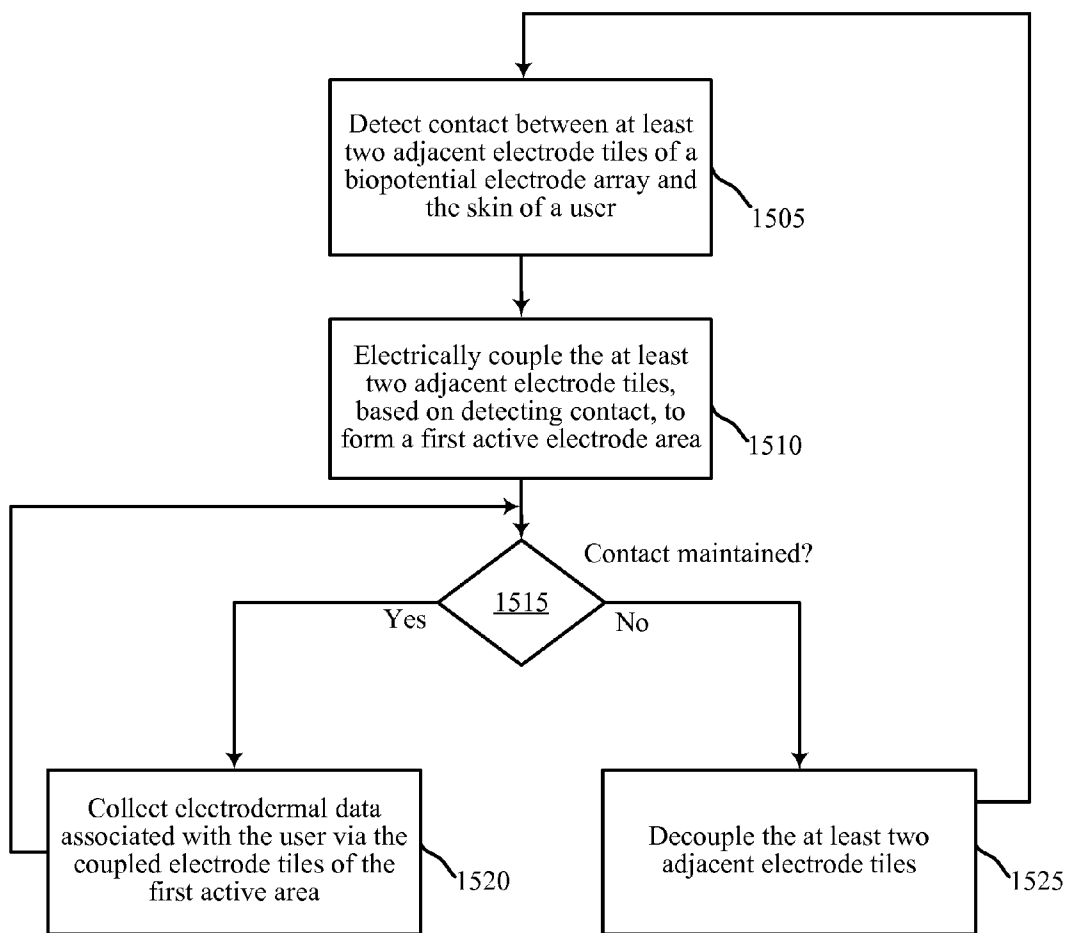 Detect contact between at least
two adjacent electrode tiles of a
biopotential electrode array and
the skin of a user
1505
Electrically couple the at least
two adjacent electrode tiles,
based on detecting contact, to
form a first active electrode area
1510
Contact maintained?
1515
Yes
No
Collect electrodermal data
associated with the user via the
coupled electrode tiles of the
first active area
1520
Decouple the at least two
adjacent electrode tiles
1525